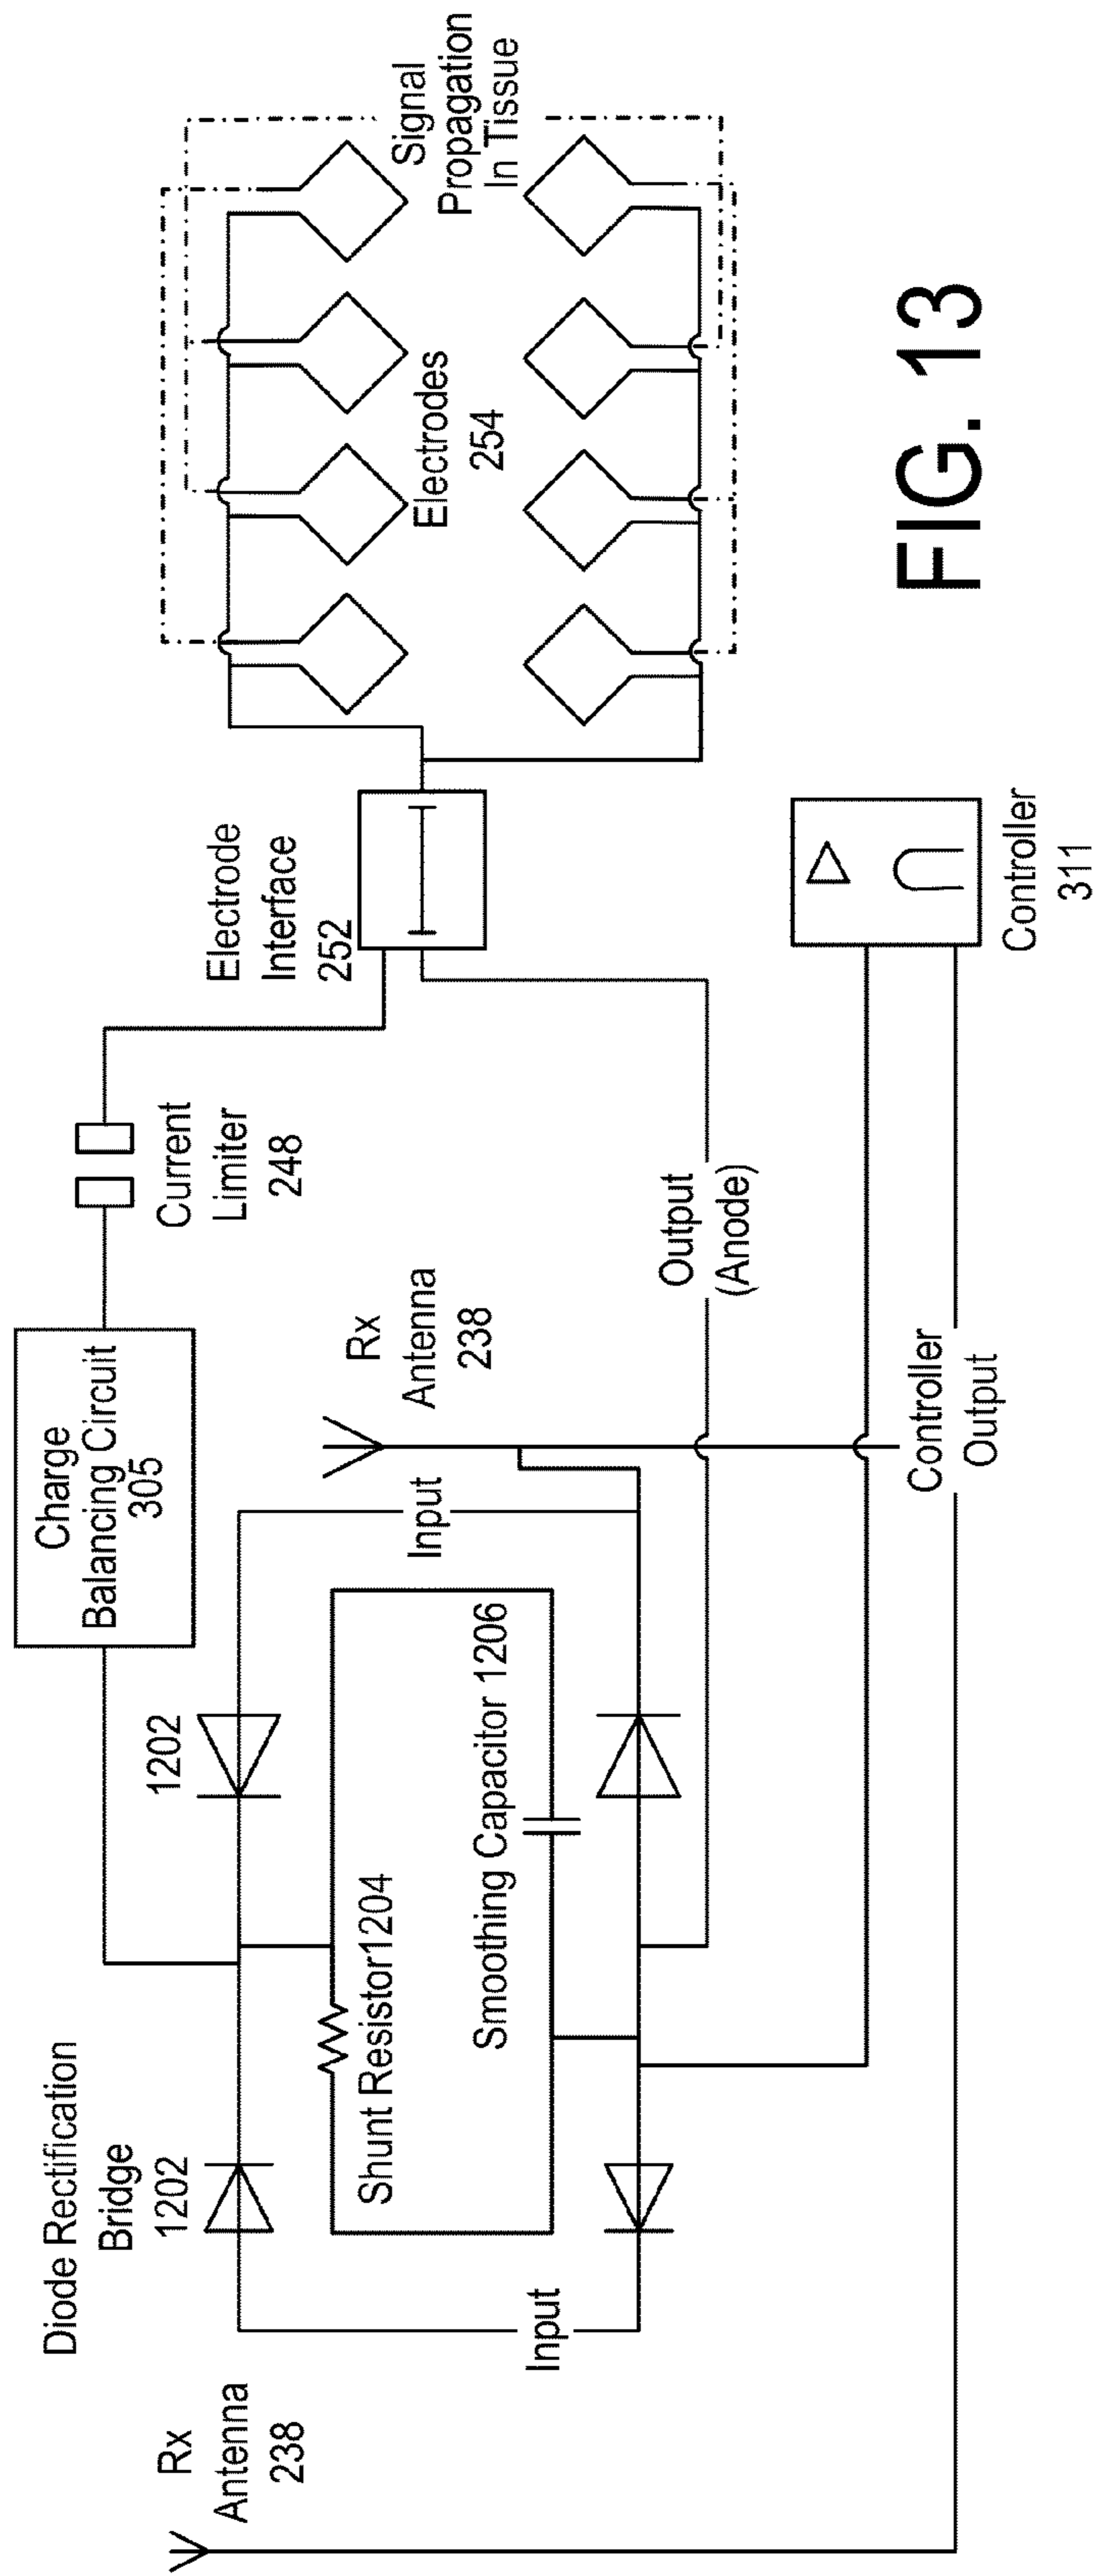 Rx
Antenna
238
Diode Rectification
Bridge
1202
1202
Input
Shunt Resistor1204
Smoothing Capacitor 1206
Input
Charge
Balancing Circuit
305
Rx
Antenna
238
Current
Limiter
248
Output
(Anode)
Controller
Output
Electrode
Interface
252
Controller
311
Electrodes
254
Signal
Propagation
In Tissue
FIG. 13